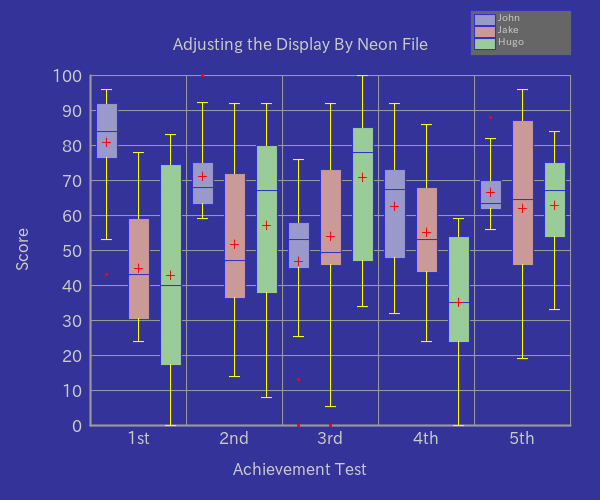 John
Jake
Hugo
Adjusting the Display By Neon File
100
90
80
70
60
50
40
30
20
10
0
Score
1st 2nd 3rd 4th 5th
Achievement Test